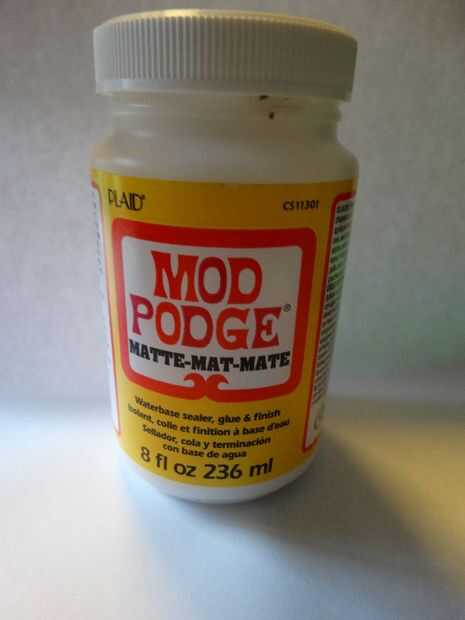 PLAID®
CS11301
MOD
PODGE®
MATTE-MAT-MATE
Waterbase sealer, glue & finish
Isolant, colle et finition à base d'eau
Sellador, cola y terminación
con base de agua
8 fl oz 236 ml